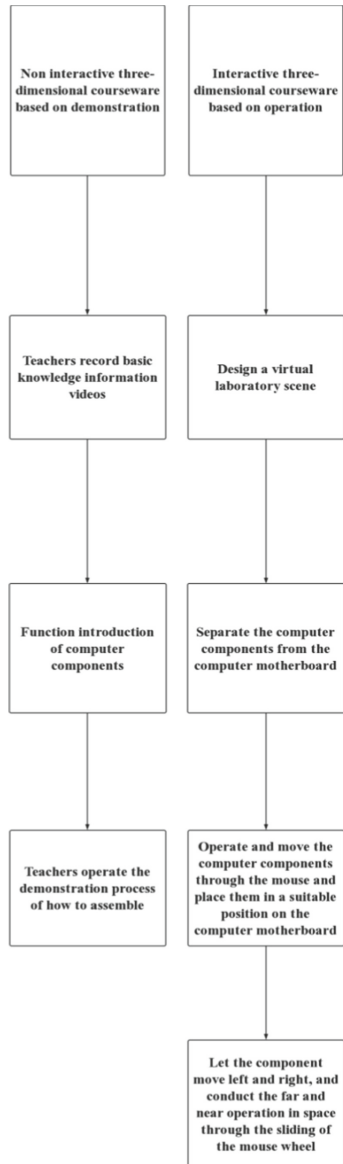 Non interactive three-
dimensional courseware
based on demonstration
Teachers record basic
knowledge information
videos
Function introduction
of computer
components
Teachers operate the
demonstration process
of how to assemble
Interactive three-
dimensional courseware
based on operation
Design a virtual
laboratory scene
Separate the computer
components from the
computer motherboard
Operate and move the
computer components
through the mouse and
place them in a suitable
position on the
computer motherboard
Let the component
move left and right, and
conduct the far and
near operation in space
through the sliding of
the mouse wheel